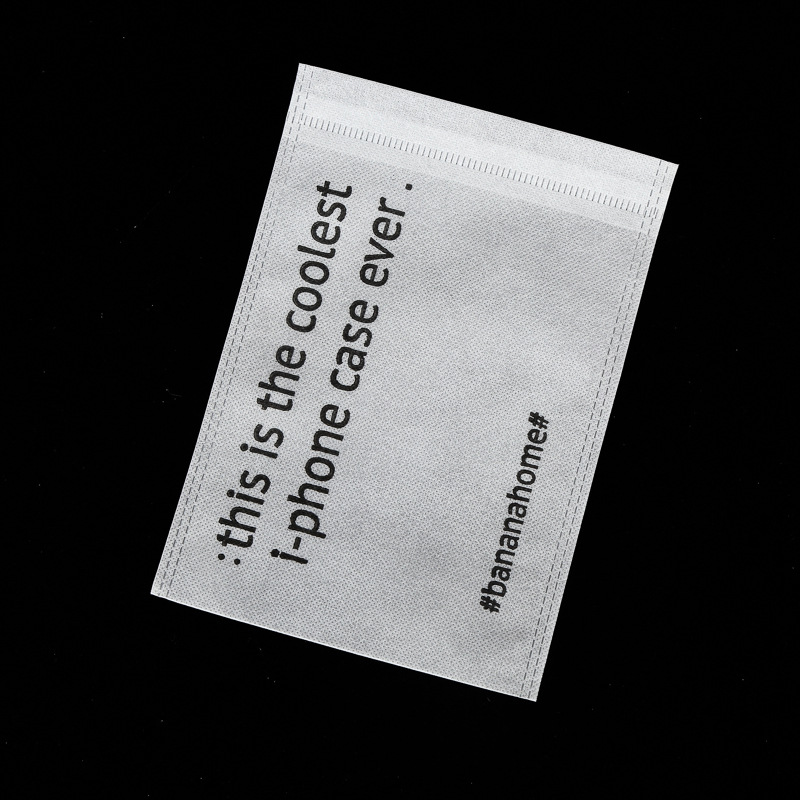 :this is the coolest
i-phone case ever .
#bananahome#